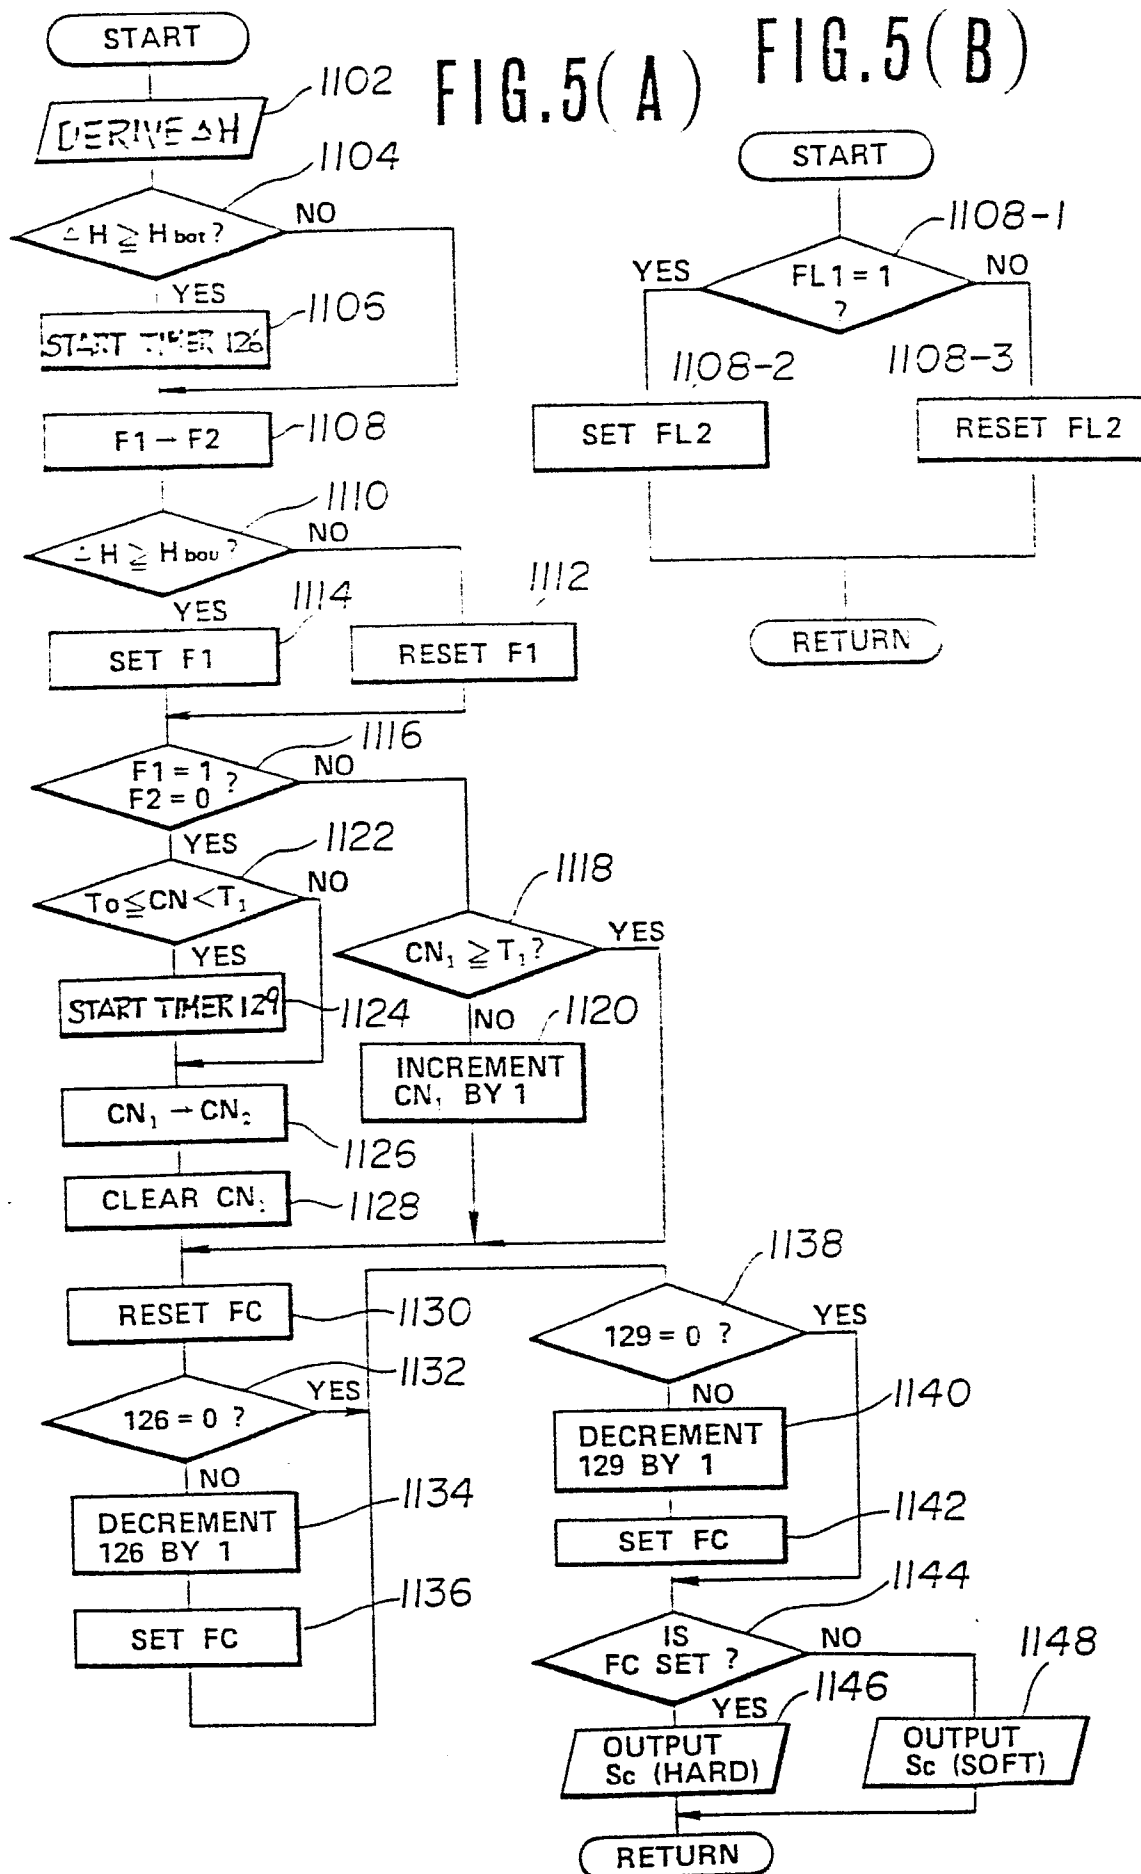 FIG.5(A)
START
1102
DERIVE △H
1104
△H ≧ Hbot ?
NO
YES
1106
START TIMER 126
1108
F1→F2
1110
△H ≧ Hbou ?
NO
YES
1114
SET F1
1112
RESET F1
1116
F1 = 1
F2 = 0 ?
NO
YES
1122
To ≦ CN < T1
NO
YES
START TIMER 129
1124
1118
CN1 ≧ T1 ?
YES
NO
1120
INCREMENT
CN1 BY 1
CN1 → CN2
1126
CLEAR CN1
1128
RESET FC
1130
1132
126 = 0 ?
YES
NO
1134
DECREMENT
126 BY 1
1136
SET FC
1138
129 = 0 ?
YES
NO
1140
DECREMENT
129 BY 1
1142
SET FC
1144
IS
FC SET ?
NO
YES
1146
OUTPUT
Sc (HARD)
1148
OUTPUT
Sc (SOFT)
RETURN
FIG.5(B)
START
1108-1
FL1 = 1
?
YES
NO
1108-2
SET FL2
1108-3
RESET FL2
RETURN